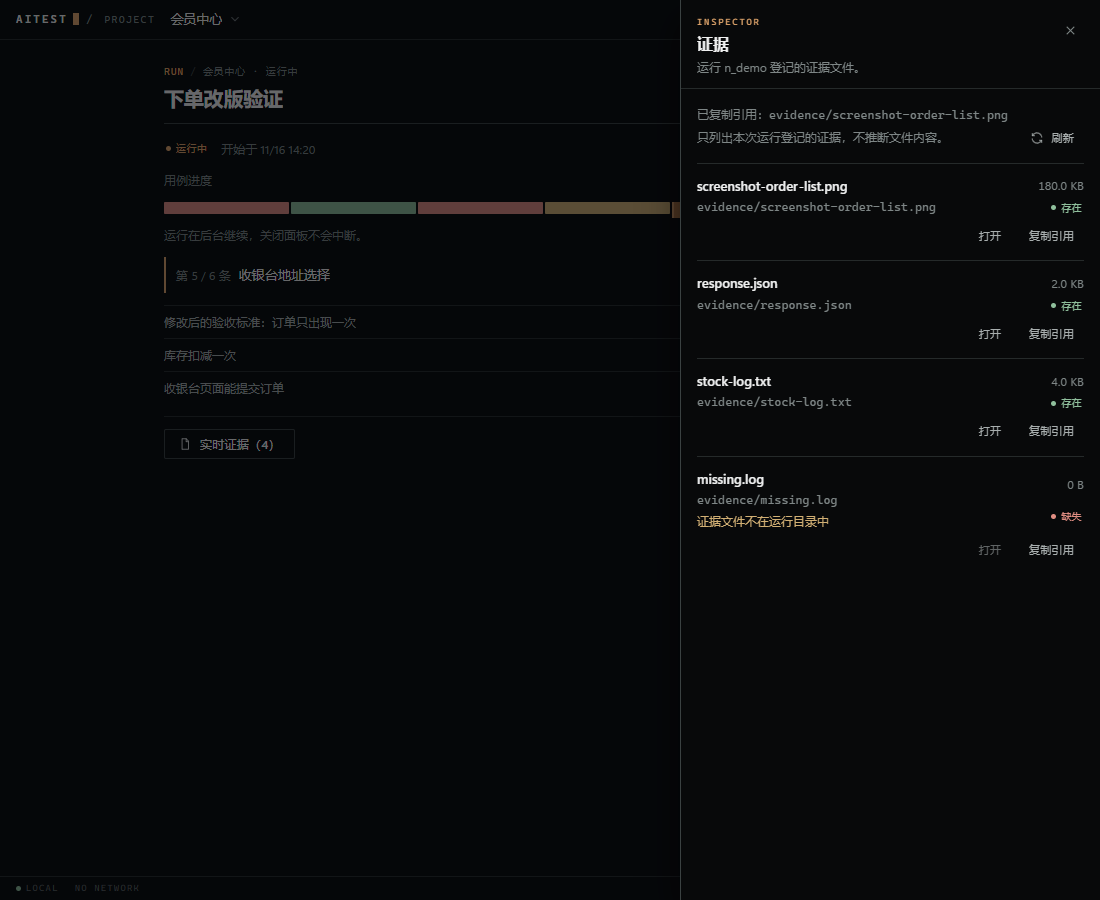 AITEST / PROJECT 会员中心
RUN / 会员中心 · 运行中
下单改版验证
运行中 开始于 11/16 14:20
用例进度
运行在后台继续，关闭面板不会中断。
第 5 / 6 条 收银台地址选择
修改后的验收标准：订单只出现一次
库存扣减一次
收银台页面能提交订单
实时证据（4）
LOCAL NO NETWORK
INSPECTOR
证据
运行 n_demo 登记的证据文件。
已复制引用：evidence/screenshot-order-list.png
只列出本次运行登记的证据，不推断文件内容。
刷新
screenshot-order-list.png 180.0 KB
evidence/screenshot-order-list.png 存在
打开 复制引用
response.json 2.0 KB
evidence/response.json 存在
打开 复制引用
stock-log.txt 4.0 KB
evidence/stock-log.txt 存在
打开 复制引用
missing.log 0 B
evidence/missing.log
证据文件不在运行目录中 缺失
打开 复制引用